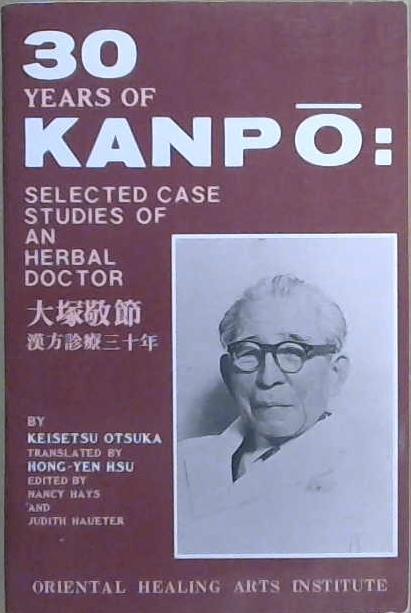 30
YEARS OF
KANPŌ:
SELECTED CASE
STUDIES OF
AN
HERBAL
DOCTOR
大塚敬節
漢方診療三十年
BY
KEISETSU OTSUKA
TRANSLATED BY
HONG-YEN HSU
EDITED BY
NANCY HAYS
AND
JUDITH HAUETER
ORIENTAL HEALING ARTS INSTITUTE